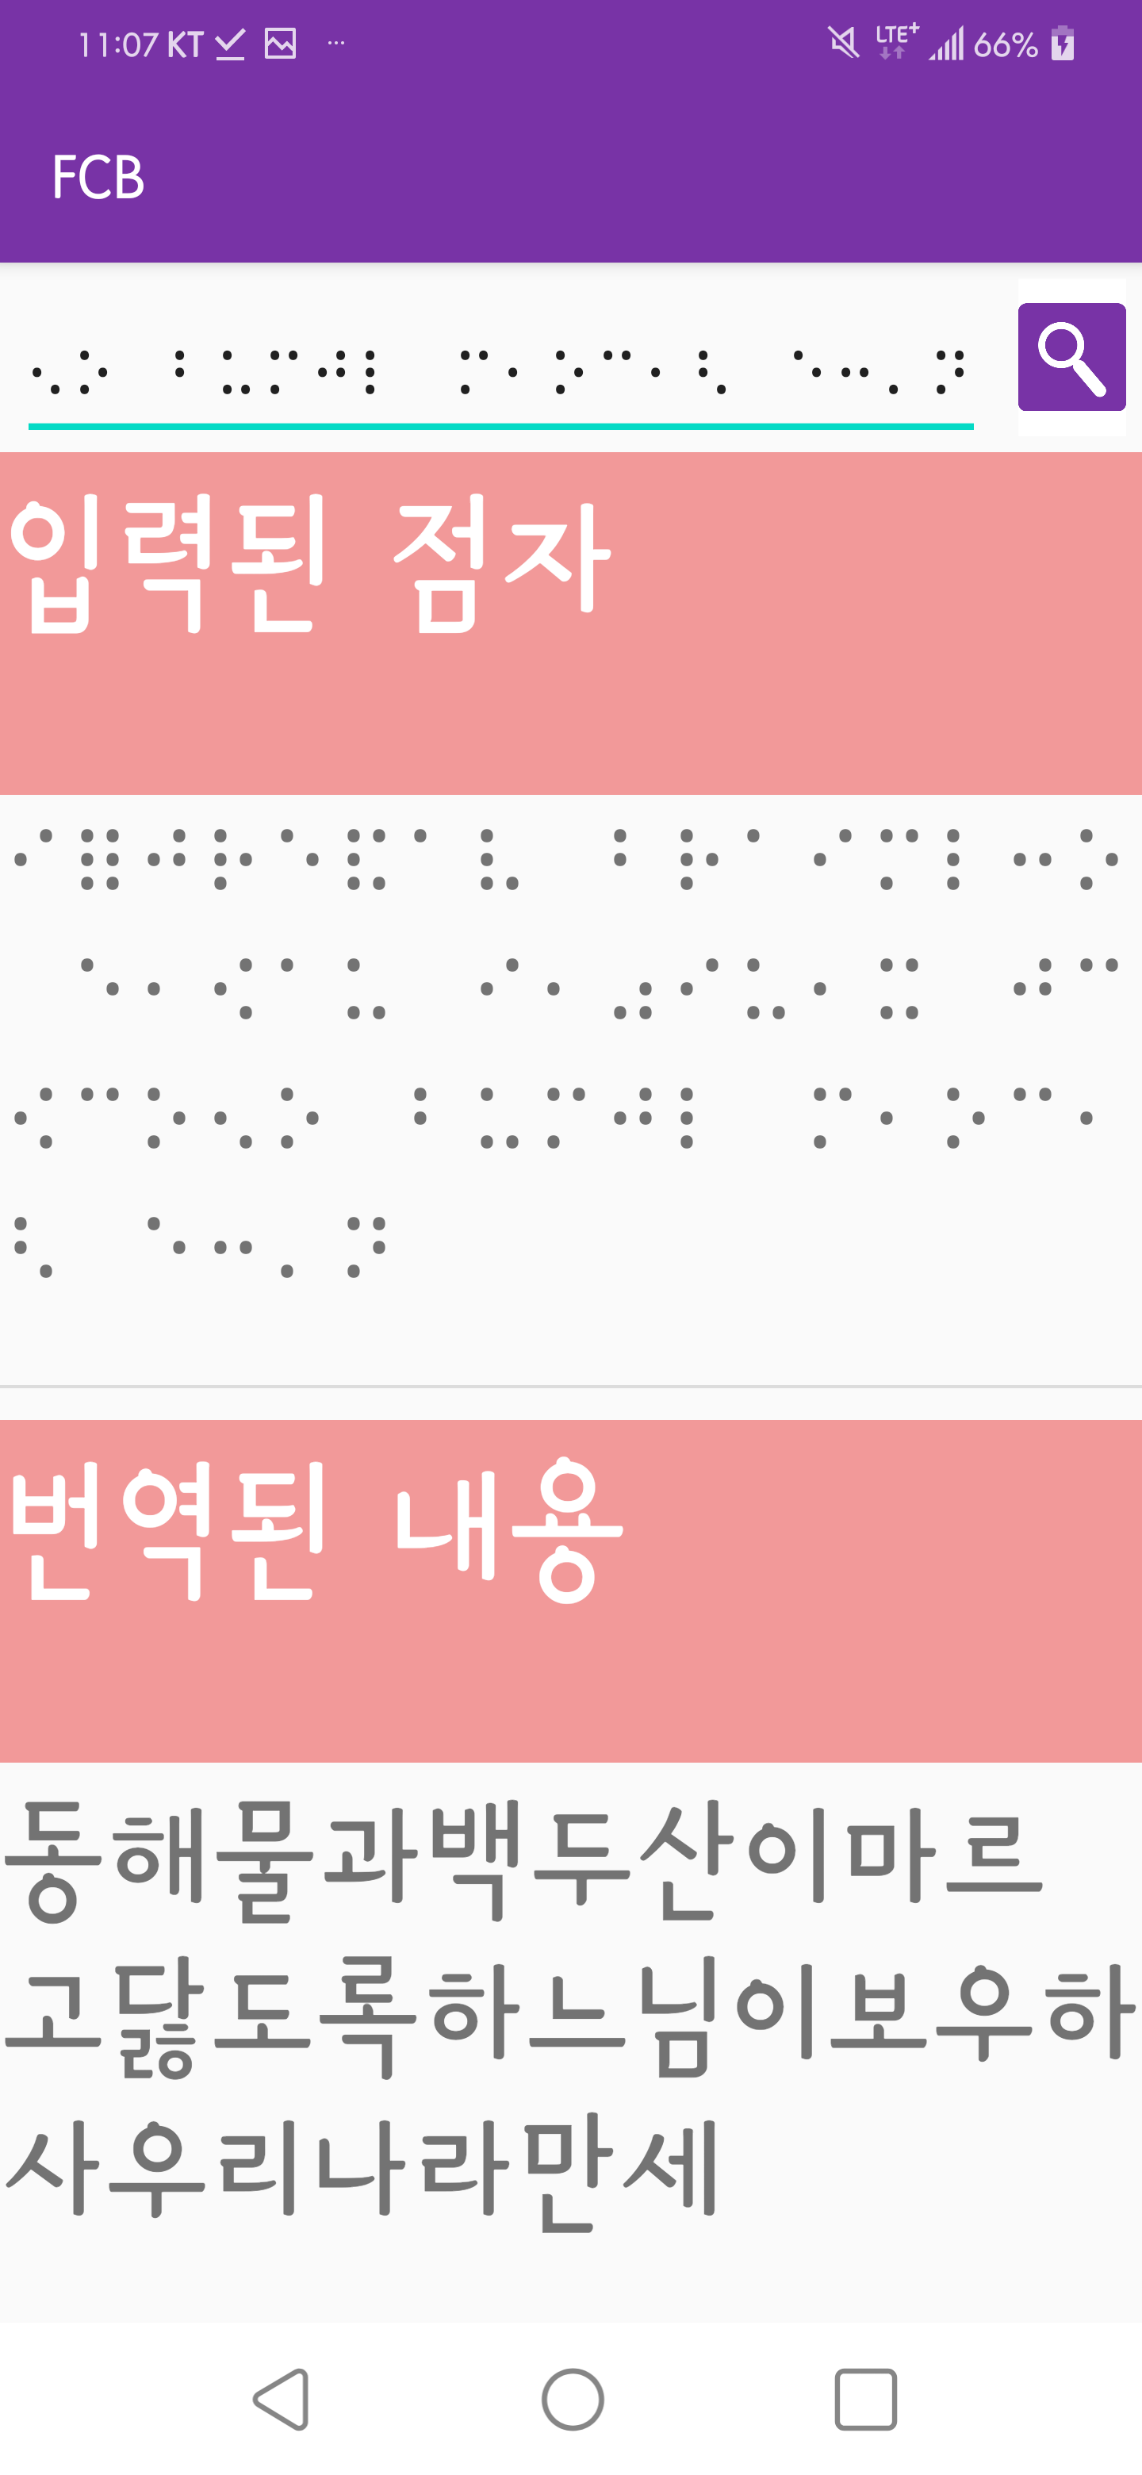 11:07 KT ... LTE+ 66%
FCB
⠢⠕ ⠘⠥⠍⠚⠇ ⠍⠐⠕⠉⠐⠣ ⠑⠒⠠⠝
입력된 점자
⠊⠿⠚⠗⠑⠯⠈⠧ ⠘⠗⠁⠊⠍⠇⠒⠕
⠑⠐⠪⠈⠥ ⠊⠂⠴⠊⠥⠐⠭ ⠚⠉
⠪⠉⠕⠢⠕ ⠘⠥⠍⠚⠇ ⠍⠐⠕⠉⠐
⠣ ⠑⠒⠠⠝
번역된 내용
동해물과백두산이마르
고닳도록하느님이보우하
사우리나라만세